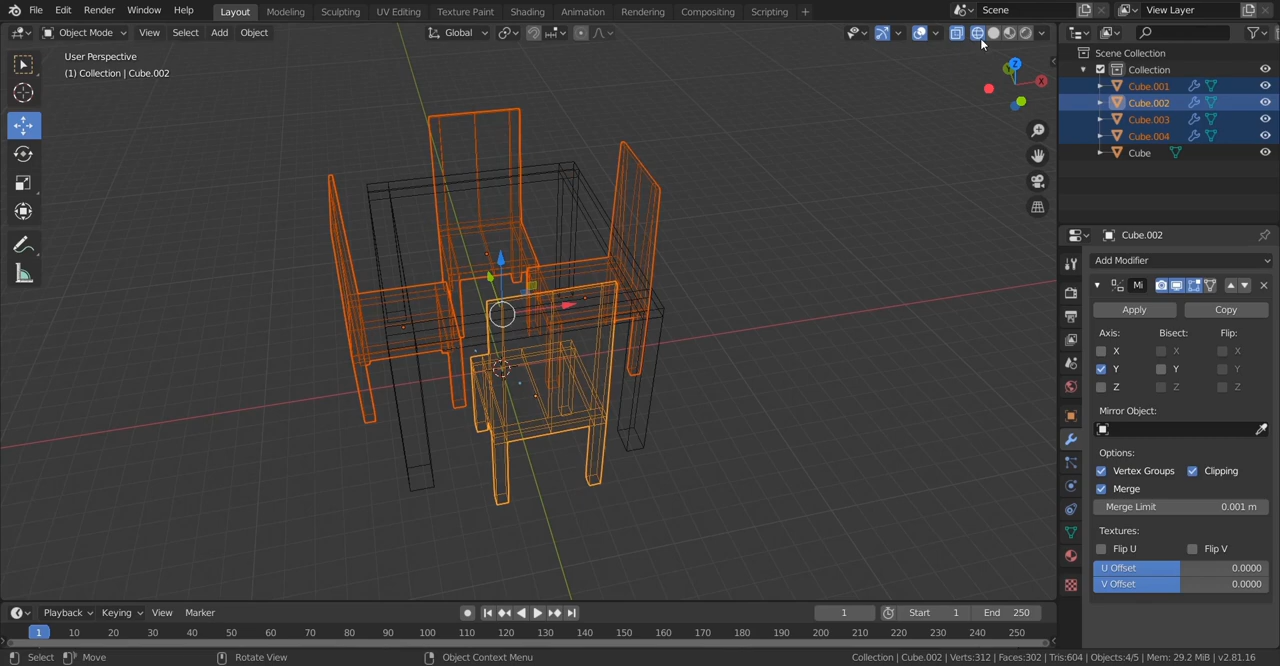 File Edit Render Window Help Layout Modeling Sculpting UV Editing Texture Paint Shading Animation Rendering Compositing Scripting + Scene View Layer
Object Mode View Select Add Object Global
User Perspective
(1) Collection | Cube.002
Z
Y
X
Scene Collection
Collection
Cube.001
Cube.002
Cube.003
Cube.004
Cube
Cube.002
Add Modifier
Mi
Apply Copy
Axis: Bisect: Flip:
X X X
Y Y Y
Z Z Z
Mirror Object:
Options:
Vertex Groups Clipping
Merge
Merge Limit 0.001 m
Textures:
Flip U Flip V
U Offset 0.0000
V Offset 0.0000
Playback Keying View Marker 1 Start 1 End 250
1 10 20 30 40 50 60 70 80 90 100 110 120 130 140 150 160 170 180 190 200 210 220 230 240 250
Select Move Rotate View Object Context Menu Collection | Cube.002 | Verts:312 | Faces:302 | Tris:604 | Objects:4/5 | Mem: 29.2 MiB | v2.81.16